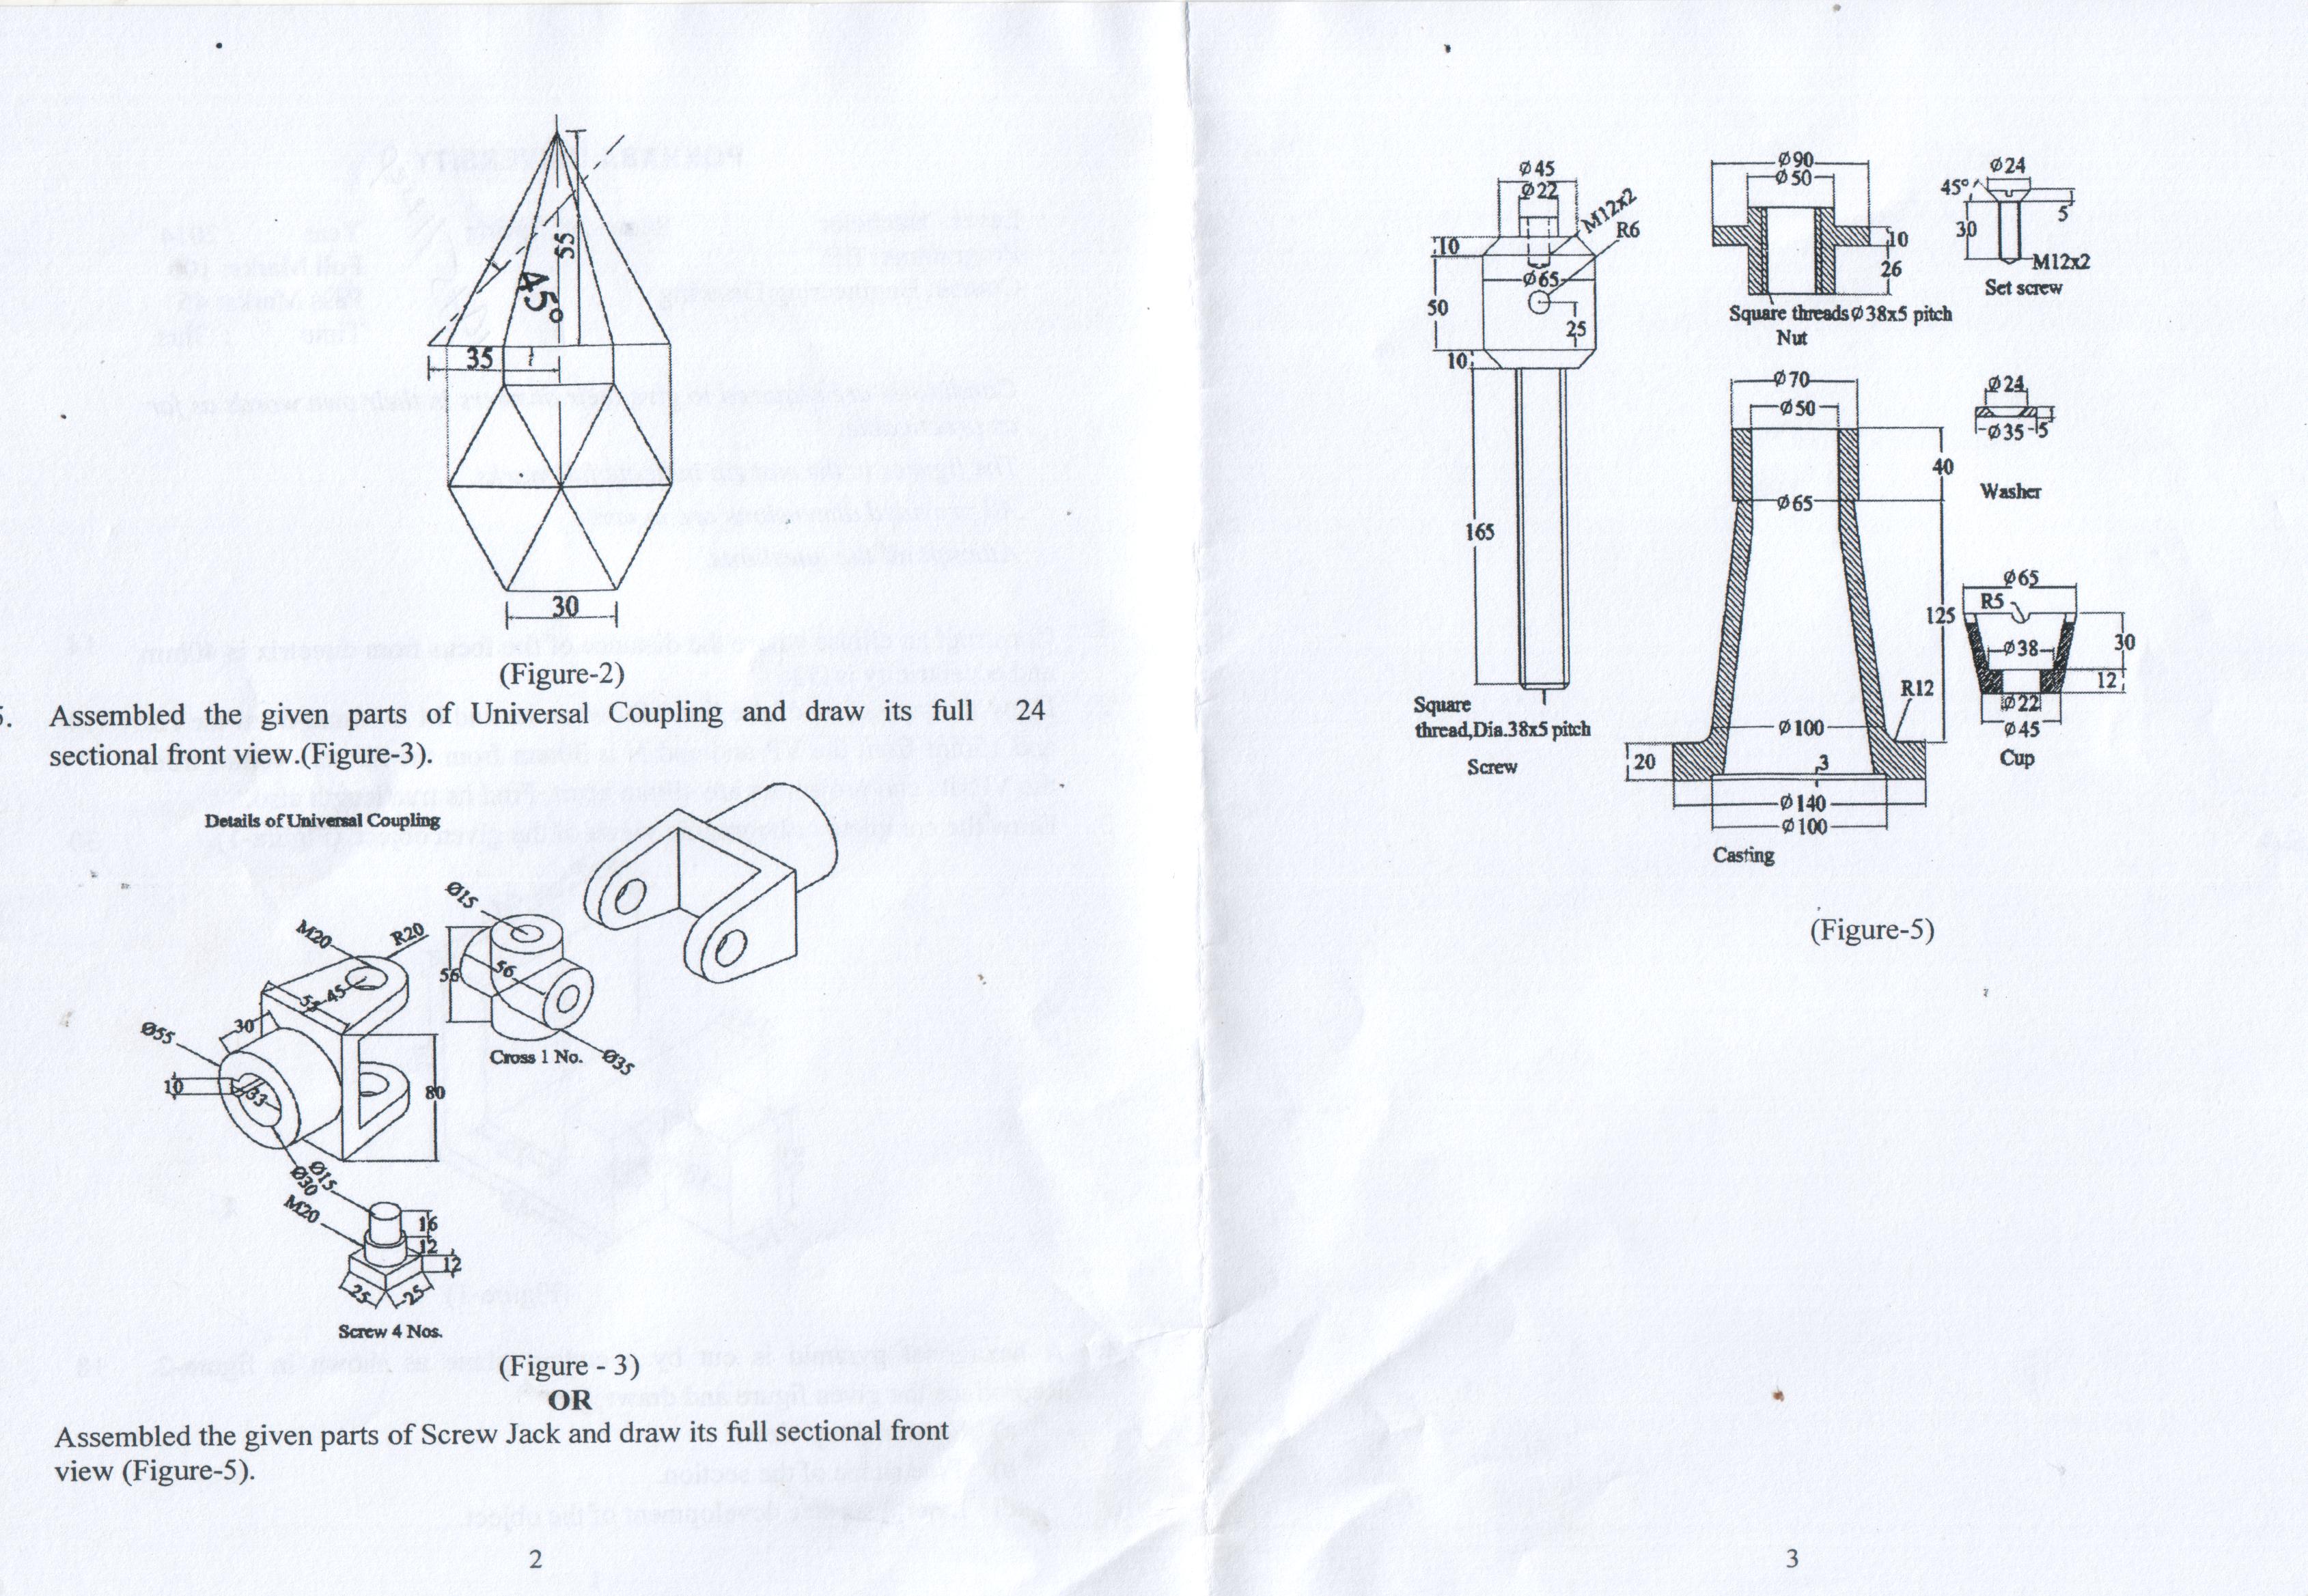 55
45°
35
30
(Figure-2)
5. Assembled the given parts of Universal Coupling and draw its full 24
sectional front view.(Figure-3).
Details of Universal Coupling
Ø15
M20
R20
56
56
53
45
30
Ø55
Cross 1 No.
Ø35
10
33
80
Ø15
Ø30
M20
16
12
12
25
25
Screw 4 Nos.
(Figure - 3)
OR
Assembled the given parts of Screw Jack and draw its full sectional front
view (Figure-5).
2
Ø45
Ø22
M12x2
R6
10
Ø65
50
25
10
165
Square
thread,Dia.38x5 pitch
Screw
Ø90
Ø50
10
26
Square threads Ø38x5 pitch
Nut
Ø24
45°
5
30
M12x2
Set screw
Ø70
Ø50
40
Ø65
125
R12
Ø100
20
3
Ø140
Ø100
Casting
Ø24
Ø35
5
Washer
Ø65
R5
30
Ø38
12
Ø22
Ø45
Cup
(Figure-5)
3